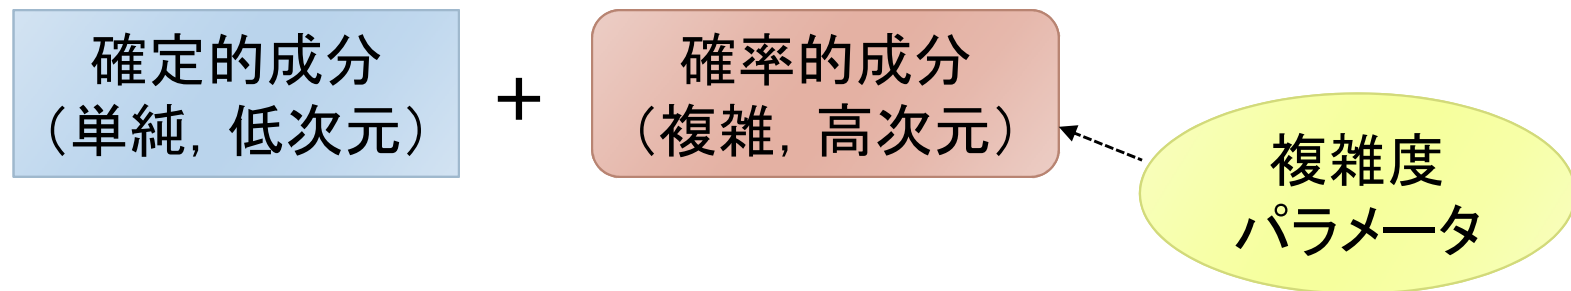 確定的成分
（単純，低次元）
＋
確率的成分
（複雑，高次元）
複雑度
パラメータ